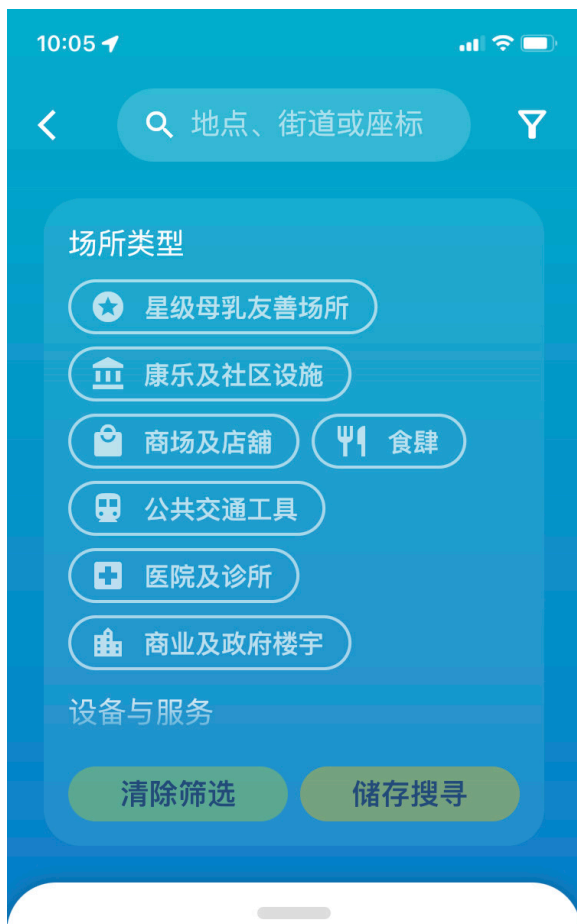 10:05
地点、街道或座标
场所类型
星级母乳友善场所
康乐及社区设施
商场及店舖 食肆
公共交通工具
医院及诊所
商业及政府楼宇
设备与服务
清除筛选 储存搜寻